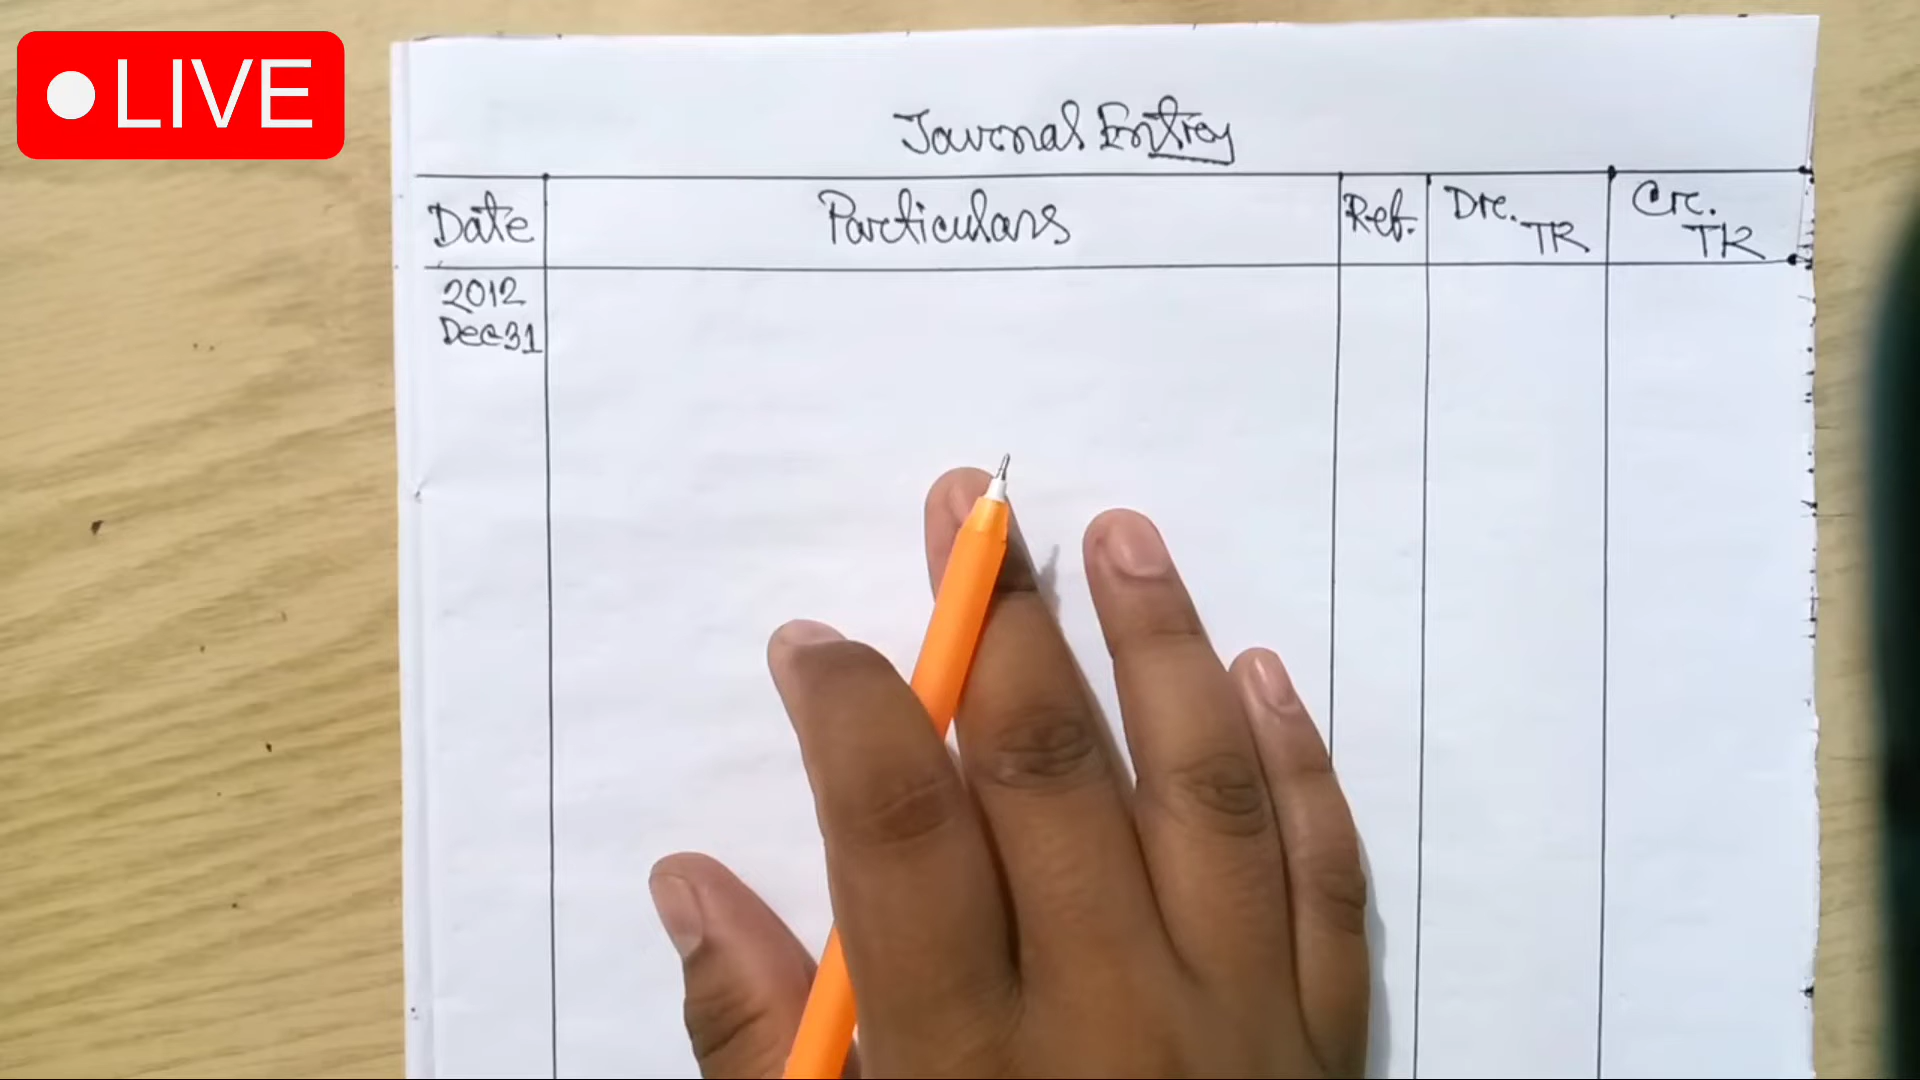 LIVE
Journal Entry
Date Particulars Ref. Dr. TK Cr. TK
2012
Dec 31